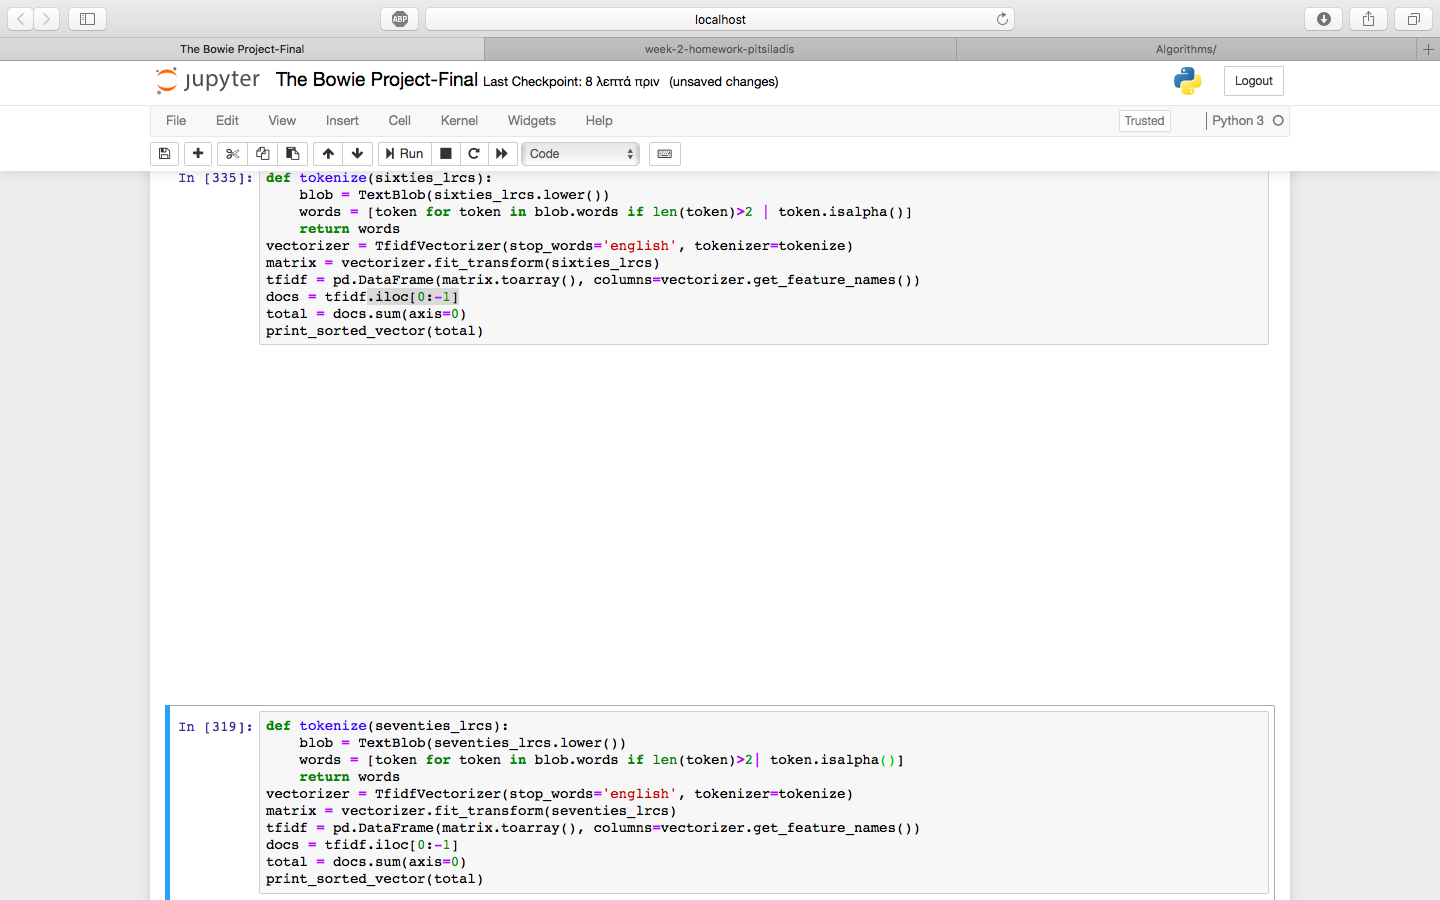 ABP
localhost
The Bowie Project-Final
week-2-homework-pitsiladis
Algorithms/
jupyter The Bowie Project-Final Last Checkpoint: 8 λεπτά πριν (unsaved changes)
Logout
File Edit View Insert Cell Kernel Widgets Help
Trusted
Python 3
Run
Code
In [335]: def tokenize(sixties_lrcs):
    blob = TextBlob(sixties_lrcs.lower())
    words = [token for token in blob.words if len(token)>2 | token.isalpha()]
    return words
vectorizer = TfidfVectorizer(stop_words='english', tokenizer=tokenize)
matrix = vectorizer.fit_transform(sixties_lrcs)
tfidf = pd.DataFrame(matrix.toarray(), columns=vectorizer.get_feature_names())
docs = tfidf.iloc[0:-1]
total = docs.sum(axis=0)
print_sorted_vector(total)
In [319]: def tokenize(seventies_lrcs):
    blob = TextBlob(seventies_lrcs.lower())
    words = [token for token in blob.words if len(token)>2| token.isalpha()]
    return words
vectorizer = TfidfVectorizer(stop_words='english', tokenizer=tokenize)
matrix = vectorizer.fit_transform(seventies_lrcs)
tfidf = pd.DataFrame(matrix.toarray(), columns=vectorizer.get_feature_names())
docs = tfidf.iloc[0:-1]
total = docs.sum(axis=0)
print_sorted_vector(total)